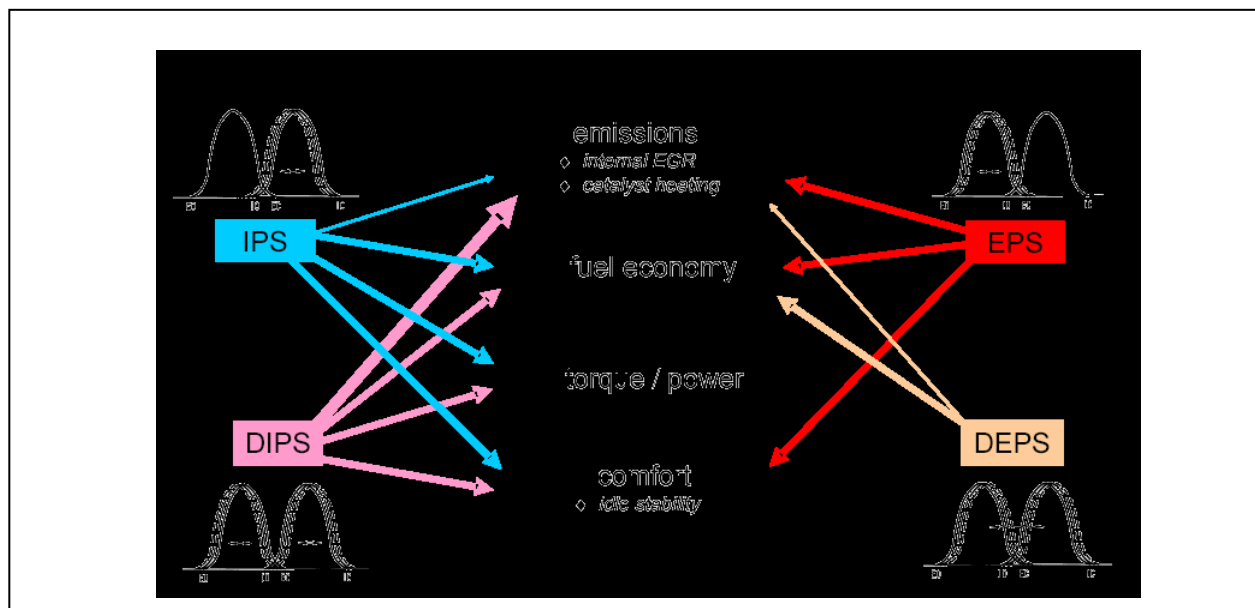 emissions
◇ internal EGR
◇ catalyst heating
IPS
EPS
fuel economy
torque / power
DIPS
DEPS
comfort
◇ idle stability